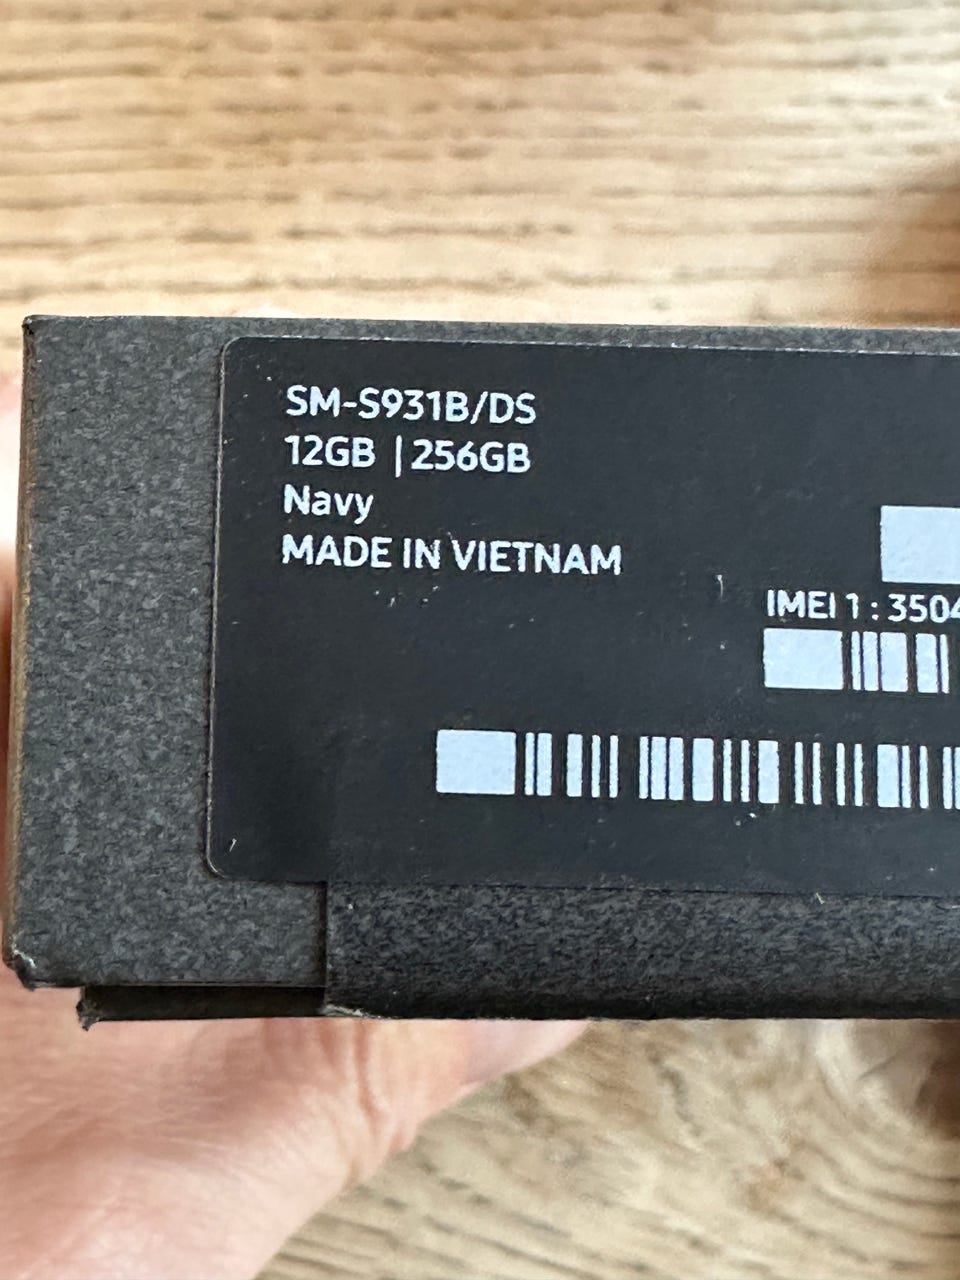 SM-S931B/DS
12GB | 256GB
Navy
MADE IN VIETNAM
IMEI 1 : 3504